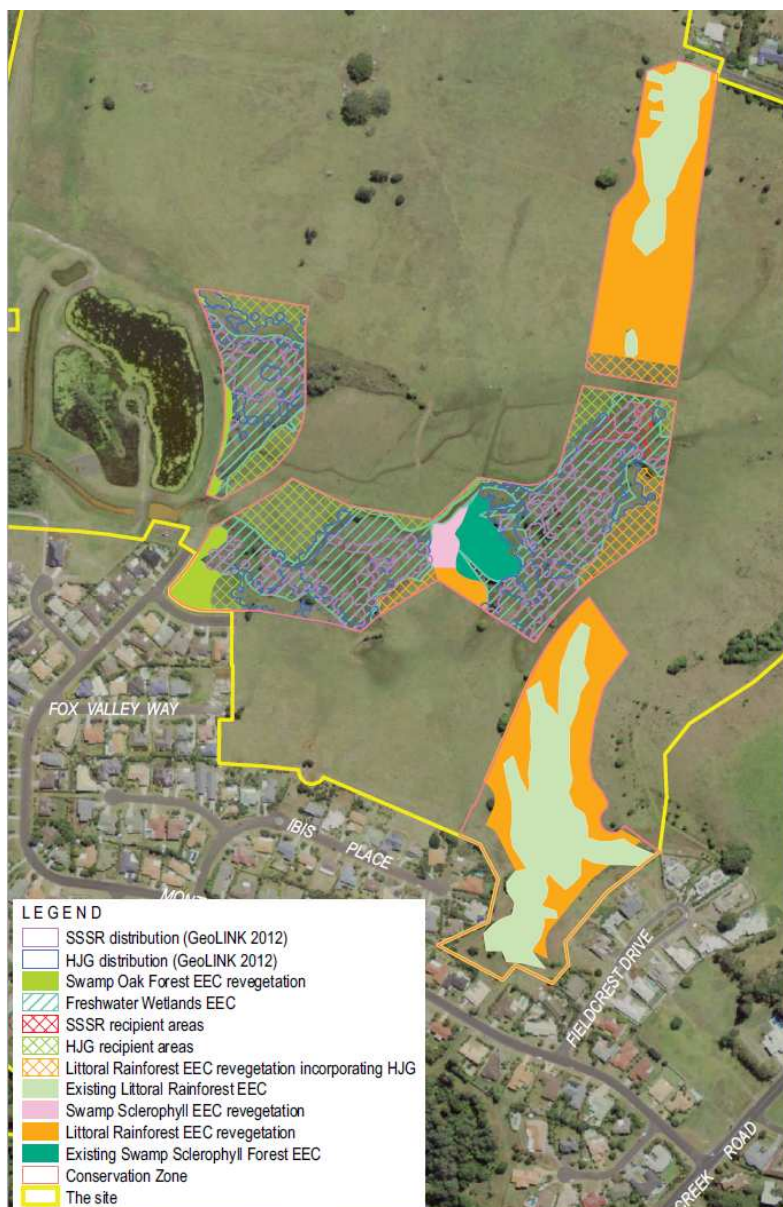 FOX VALLEY WAY
IBIS PLACE
MONT
FIELDCREST DRIVE
CREEK ROAD
LEGEND
SSSR distribution (GeoLINK 2012)
HJG distribution (GeoLINK 2012)
Swamp Oak Forest EEC revegetation
Freshwater Wetlands EEC
SSSR recipient areas
HJG recipient areas
Littoral Rainforest EEC revegetation incorporating HJG
Existing Littoral Rainforest EEC
Swamp Sclerophyll EEC revegetation
Littoral Rainforest EEC revegetation
Existing Swamp Sclerophyll Forest EEC
Conservation Zone
The site